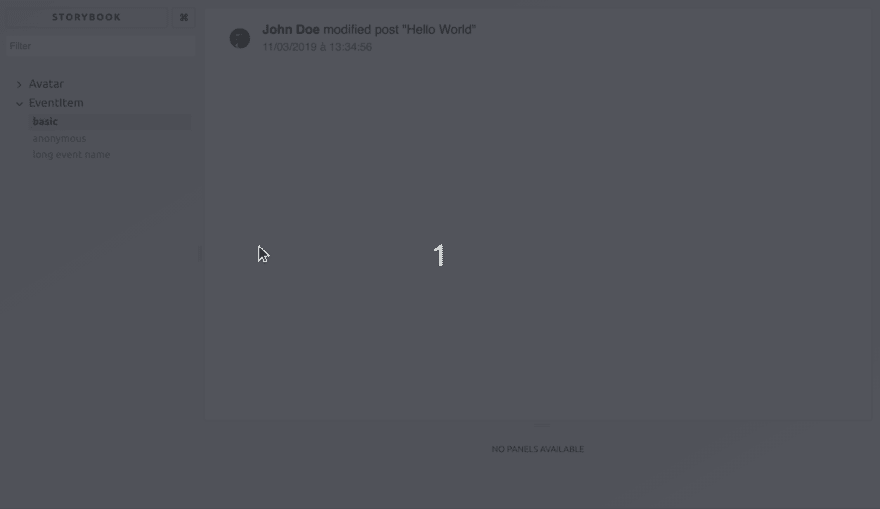 STORYBOOK
⌘
Filter
Avatar
EventItem
basic
anonymous
long event name
John Doe modified post "Hello World"
11/03/2019 à 13:34:56
1
NO PANELS AVAILABLE